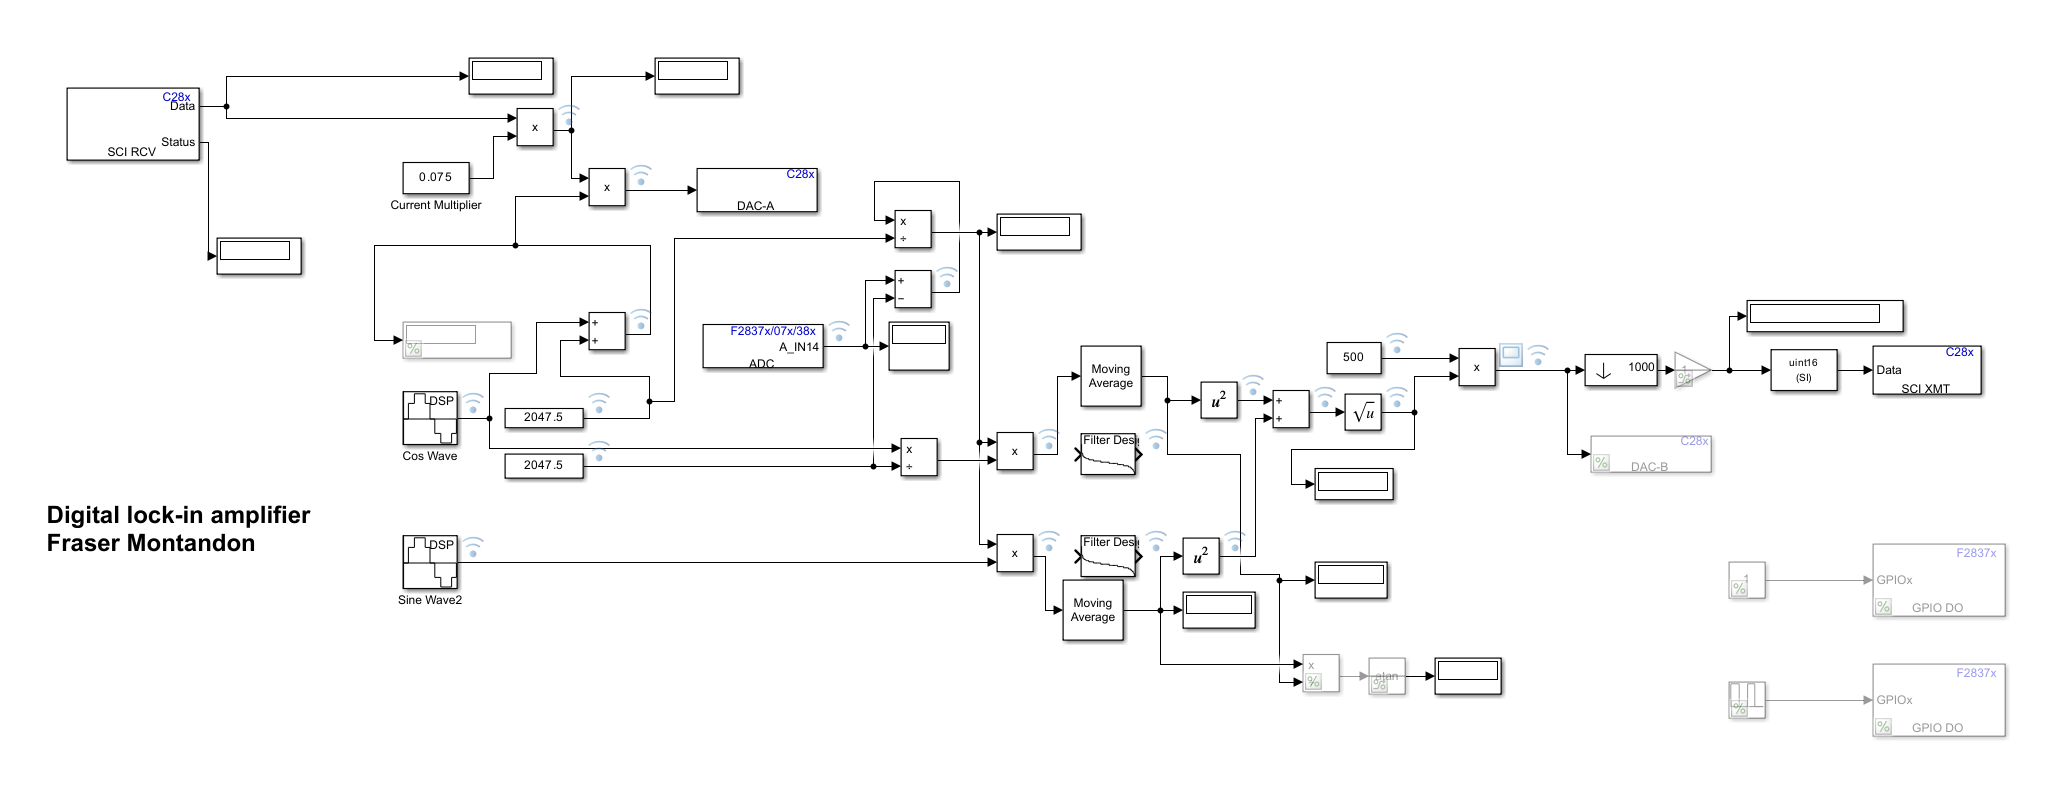 C28x
Data
Status
SCI RCV
x
0.075
Current Multiplier
x
C28x
DAC-A
x
÷
+
−
+
+
F2837x/07x/38x
A_IN14
ADC
%
DSP
Cos Wave
2047.5
2047.5
x
÷
Moving
Average
x
Filter Des
u²
+
+
√u
500
x
1000
%
uint16
(SI)
C28x
Data
SCI XMT
C28x
%
DAC-B
Digital lock-in amplifier
Fraser Montandon
DSP
Sine Wave2
x
Filter Des
u²
Moving
Average
x
%
atan
%
1
%
F2837x
GPIOx
%
GPIO DO
%
F2837x
GPIOx
%
GPIO DO